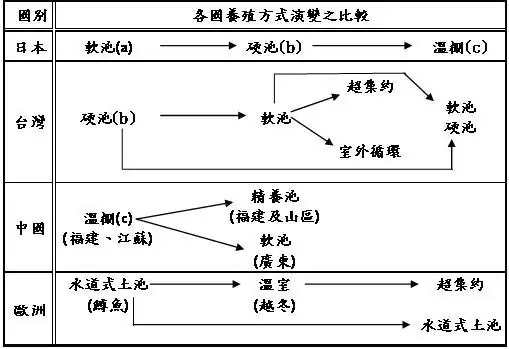 國別 各國養殖方式演變之比較
日本 軟池(a) 硬池(b) 溫棚(c)
台灣 硬池(b) 軟池 超集約 室外循環 軟池
硬池
中國 溫棚(c)
(福建、江蘇)
精養池
(福建及山區)
軟池
(廣東)
歐洲 水道式土池
(鱒魚)
溫室
(越冬)
超集約
水道式土池